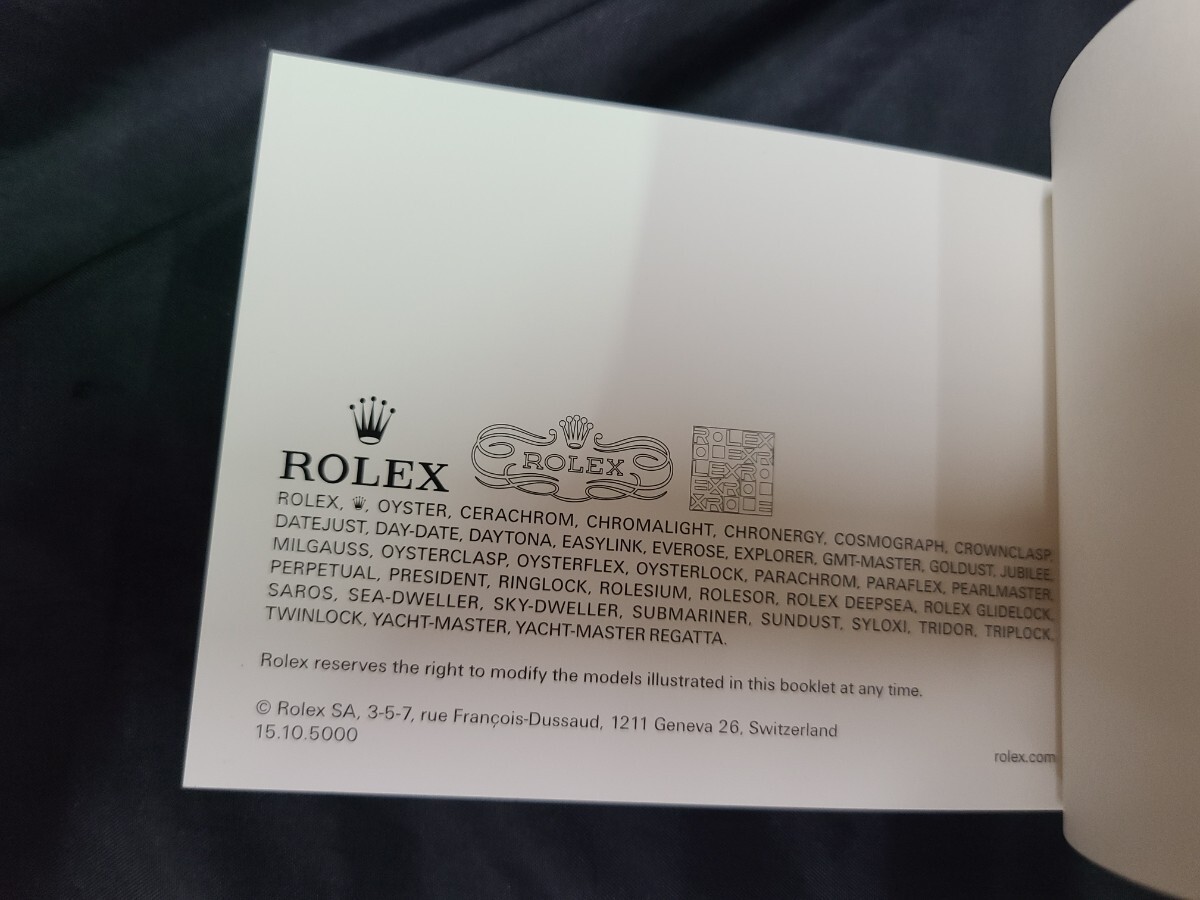 ROLEX
ROLEX
ROLEX
OLEXR
LEXRO
EXROL
XROLE
ROLEX, OYSTER, CERACHROM, CHROMALIGHT, CHRONERGY, COSMOGRAPH, CROWNCLASP,
DATEJUST, DAY-DATE, DAYTONA, EASYLINK, EVEROSE, EXPLORER, GMT-MASTER, GOLDUST, JUBILEE,
MILGAUSS, OYSTERCLASP, OYSTERFLEX, OYSTERLOCK, PARACHROM, PARAFLEX, PEARLMASTER,
PERPETUAL, PRESIDENT, RINGLOCK, ROLESIUM, ROLESOR, ROLEX DEEPSEA, ROLEX GLIDELOCK,
SAROS, SEA-DWELLER, SKY-DWELLER, SUBMARINER, SUNDUST, SYLOXI, TRIDOR, TRIPLOCK,
TWINLOCK, YACHT-MASTER, YACHT-MASTER REGATTA.
Rolex reserves the right to modify the models illustrated in this booklet at any time.
© Rolex SA, 3-5-7, rue François-Dussaud, 1211 Geneva 26, Switzerland
15.10.5000
rolex.com